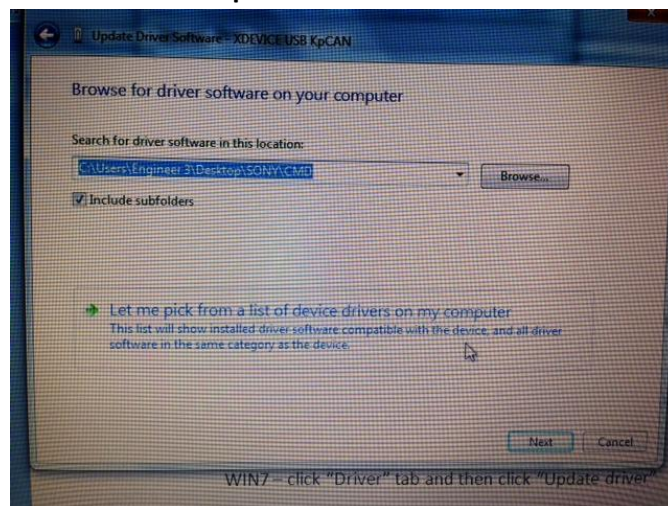 Update Driver Software - XDEVICE USB KpCAN
Browse for driver software on your computer
Search for driver software in this location:
C:\Users\Engineer 3\Desktop\SONY\CMD
Browse...
Include subfolders
Let me pick from a list of device drivers on my computer
This list will show installed driver software compatible with the device, and all driver
software in the same category as the device.
Next
Cancel
WIN7 – click "Driver" tab and then click "Update driver"